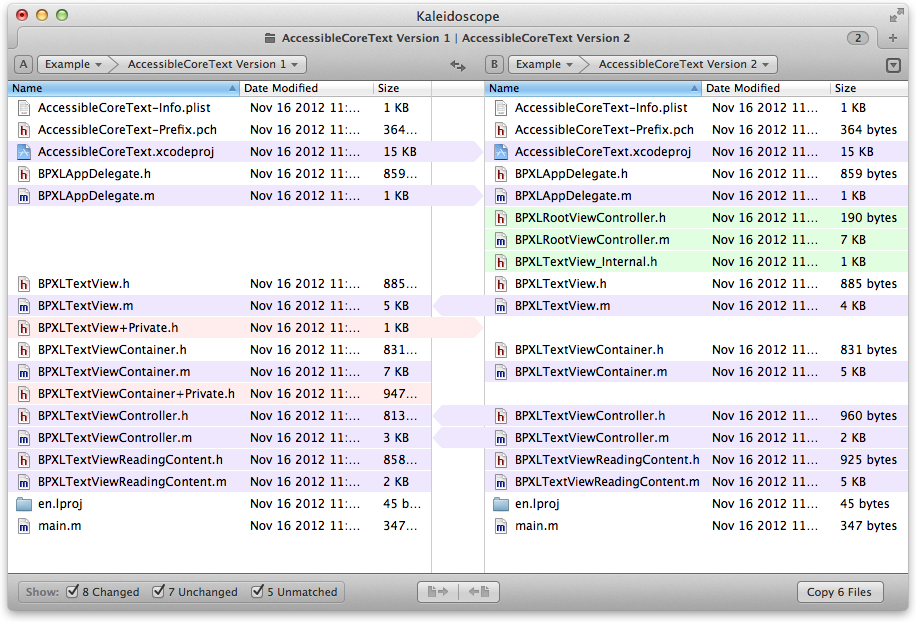 Kaleidoscope
AccessibleCoreText Version 1 | AccessibleCoreText Version 2
2
A Example AccessibleCoreText Version 1 B Example AccessibleCoreText Version 2
Name Date Modified Size Name Date Modified Size
AccessibleCoreText-Info.plist Nov 16 2012 11:... 1 KB AccessibleCoreText-Info.plist Nov 16 2012 11... 1 KB
AccessibleCoreText-Prefix.pch Nov 16 2012 11:... 364... AccessibleCoreText-Prefix.pch Nov 16 2012 11... 364 bytes
AccessibleCoreText.xcodeproj Nov 16 2012 11:... 15 KB AccessibleCoreText.xcodeproj Nov 16 2012 11... 15 KB
h BPXLAppDelegate.h Nov 16 2012 11:... 859... h BPXLAppDelegate.h Nov 16 2012 11... 859 bytes
m BPXLAppDelegate.m Nov 16 2012 11:... 1 KB m BPXLAppDelegate.m Nov 16 2012 11... 1 KB
h BPXLRootViewController.h Nov 16 2012 11... 190 bytes
m BPXLRootViewController.m Nov 16 2012 11... 7 KB
h BPXLTextView_Internal.h Nov 16 2012 11... 1 KB
h BPXLTextView.h Nov 16 2012 11:... 885... h BPXLTextView.h Nov 16 2012 11... 885 bytes
m BPXLTextView.m Nov 16 2012 11:... 5 KB m BPXLTextView.m Nov 16 2012 11... 4 KB
h BPXLTextView+Private.h Nov 16 2012 11:... 1 KB
h BPXLTextViewContainer.h Nov 16 2012 11:... 831... h BPXLTextViewContainer.h Nov 16 2012 11... 831 bytes
m BPXLTextViewContainer.m Nov 16 2012 11:... 7 KB m BPXLTextViewContainer.m Nov 16 2012 11... 5 KB
h BPXLTextViewContainer+Private.h Nov 16 2012 11:... 947...
h BPXLTextViewController.h Nov 16 2012 11:... 813... h BPXLTextViewController.h Nov 16 2012 11... 960 bytes
m BPXLTextViewController.m Nov 16 2012 11:... 3 KB m BPXLTextViewController.m Nov 16 2012 11... 2 KB
h BPXLTextViewReadingContent.h Nov 16 2012 11:... 858... h BPXLTextViewReadingContent.h Nov 16 2012 11... 925 bytes
m BPXLTextViewReadingContent.m Nov 16 2012 11:... 2 KB m BPXLTextViewReadingContent.m Nov 16 2012 11... 5 KB
en.lproj Nov 16 2012 11:... 45 b... en.lproj Nov 16 2012 11... 45 bytes
m main.m Nov 16 2012 11:... 347... m main.m Nov 16 2012 11... 347 bytes
Show: 8 Changed 7 Unchanged 5 Unmatched Copy 6 Files